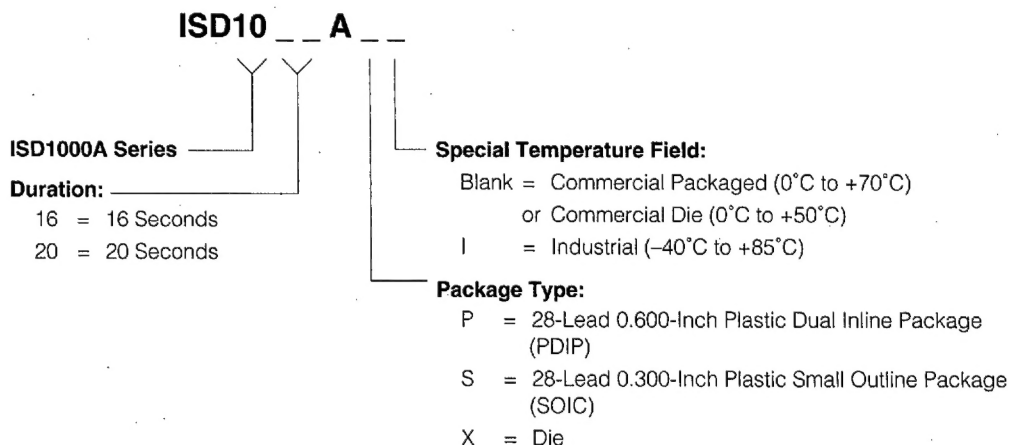 ISD10 _ _ A _ _
ISD1000A Series
Duration:
16 = 16 Seconds
20 = 20 Seconds
Special Temperature Field:
Blank = Commercial Packaged (0°C to +70°C)
or Commercial Die (0°C to +50°C)
I = Industrial (–40°C to +85°C)
Package Type:
P = 28-Lead 0.600-Inch Plastic Dual Inline Package
(PDIP)
S = 28-Lead 0.300-Inch Plastic Small Outline Package
(SOIC)
X = Die